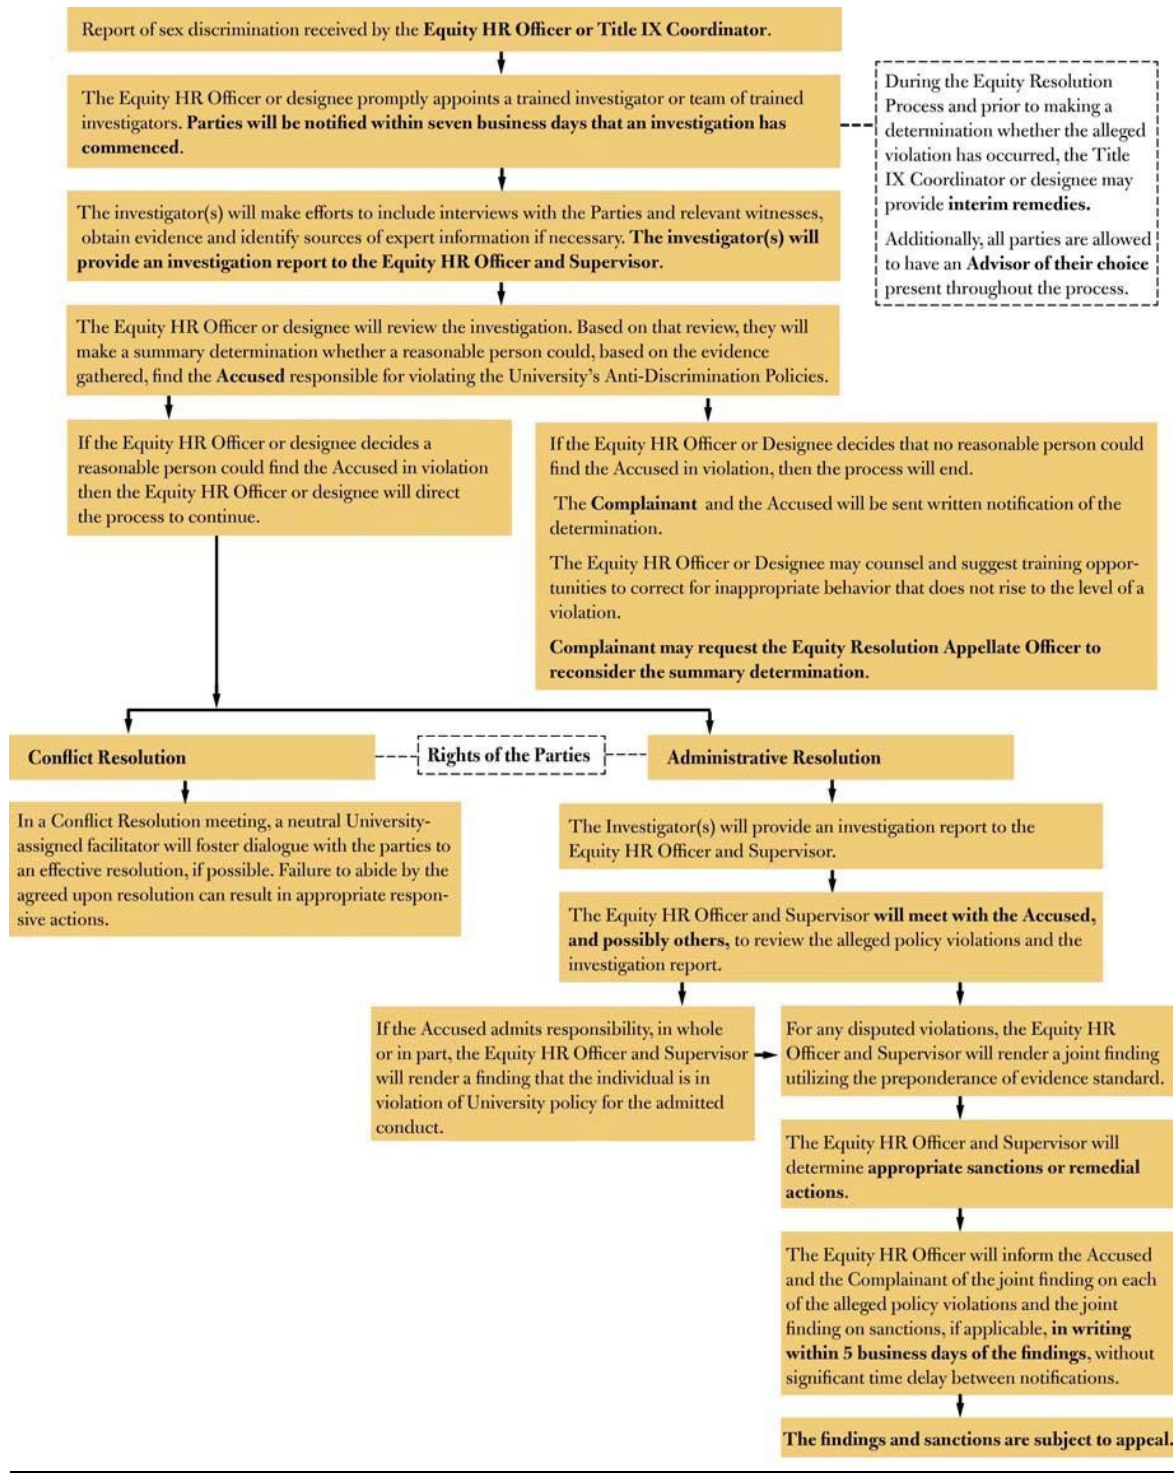 Report of sex discrimination received by the Equity HR Officer or Title IX Coordinator.
The Equity HR Officer or designee promptly appoints a trained investigator or team of trained
investigators. Parties will be notified within seven business days that an investigation has
commenced.
During the Equity Resolution
Process and prior to making a
determination whether the alleged
violation has occurred, the Title
IX Coordinator or designee may
provide interim remedies.
Additionally, all parties are allowed
to have an Advisor of their choice
present throughout the process.
The investigator(s) will make efforts to include interviews with the Parties and relevant witnesses,
obtain evidence and identify sources of expert information if necessary. The investigator(s) will
provide an investigation report to the Equity HR Officer and Supervisor.
The Equity HR Officer or designee will review the investigation. Based on that review, they will
make a summary determination whether a reasonable person could, based on the evidence
gathered, find the Accused responsible for violating the University's Anti-Discrimination Policies.
If the Equity HR Officer or designee decides a
reasonable person could find the Accused in violation
then the Equity HR Officer or designee will direct
the process to continue.
If the Equity HR Officer or Designee decides that no reasonable person could
find the Accused in violation, then the process will end.
The Complainant and the Accused will be sent written notification of the
determination.
The Equity HR Officer or Designee may counsel and suggest training oppor-
tunities to correct for inappropriate behavior that does not rise to the level of a
violation.
Complainant may request the Equity Resolution Appellate Officer to
reconsider the summary determination.
Conflict Resolution
Rights of the Parties
Administrative Resolution
In a Conflict Resolution meeting, a neutral University-
assigned facilitator will foster dialogue with the parties to
an effective resolution, if possible. Failure to abide by the
agreed upon resolution can result in appropriate respon-
sive actions.
The Investigator(s) will provide an investigation report to the
Equity HR Officer and Supervisor.
The Equity HR Officer and Supervisor will meet with the Accused,
and possibly others, to review the alleged policy violations and the
investigation report.
If the Accused admits responsibility, in whole
or in part, the Equity HR Officer and Supervisor
will render a finding that the individual is in
violation of University policy for the admitted
conduct.
For any disputed violations, the Equity HR
Officer and Supervisor will render a joint finding
utilizing the preponderance of evidence standard.
The Equity HR Officer and Supervisor will
determine appropriate sanctions or remedial
actions.
The Equity HR Officer will inform the Accused
and the Complainant of the joint finding on each
of the alleged policy violations and the joint
finding on sanctions, if applicable, in writing
within 5 business days of the findings, without
significant time delay between notifications.
The findings and sanctions are subject to appeal.